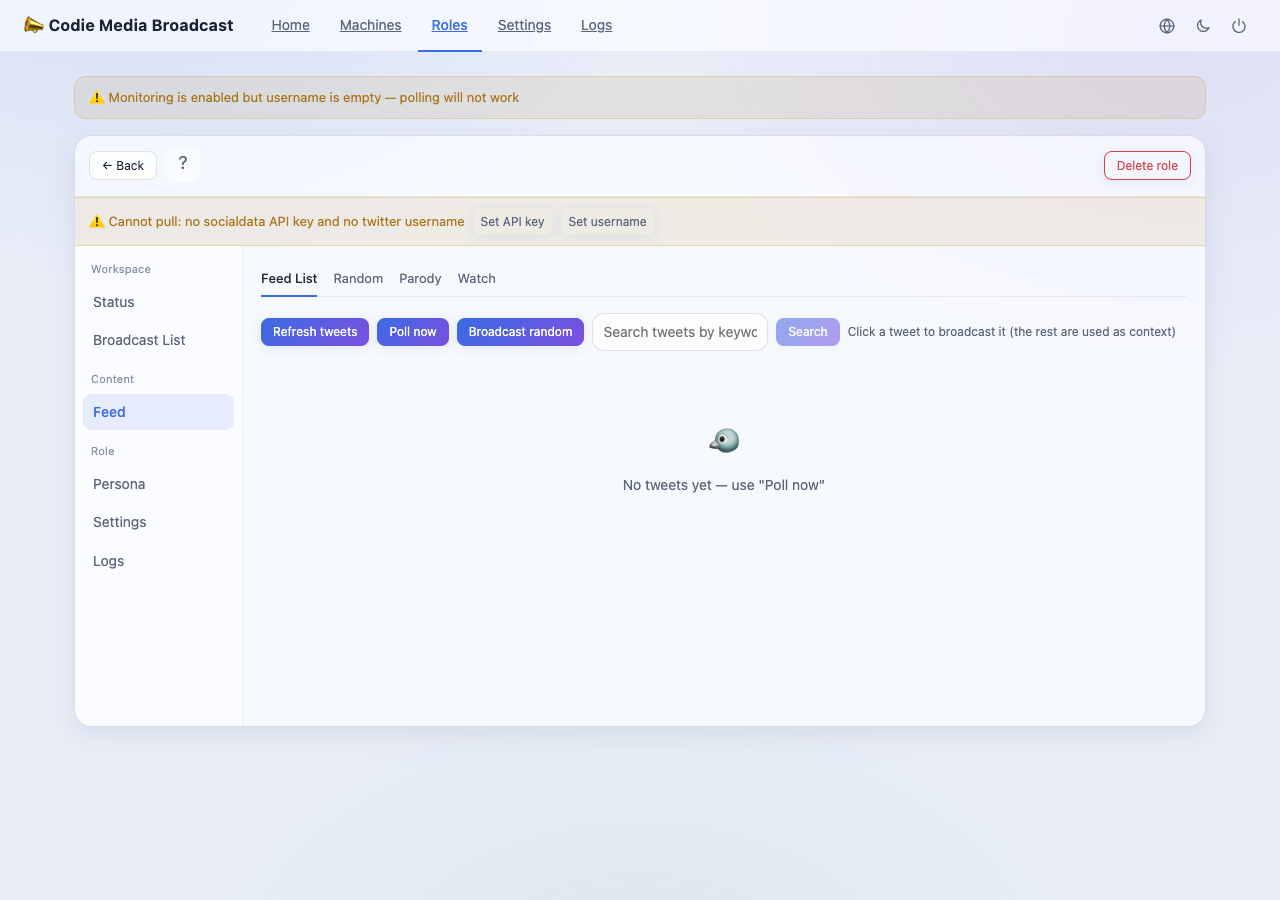 Codie Media Broadcast
Home Machines Roles Settings Logs
Monitoring is enabled but username is empty — polling will not work
← Back ? Delete role
Cannot pull: no socialdata API key and no twitter username Set API key Set username
Workspace
Status
Broadcast List
Content
Feed
Role
Persona
Settings
Logs
Feed List Random Parody Watch
Refresh tweets Poll now Broadcast random Search tweets by keywo Search Click a tweet to broadcast it (the rest are used as context)
No tweets yet — use "Poll now"